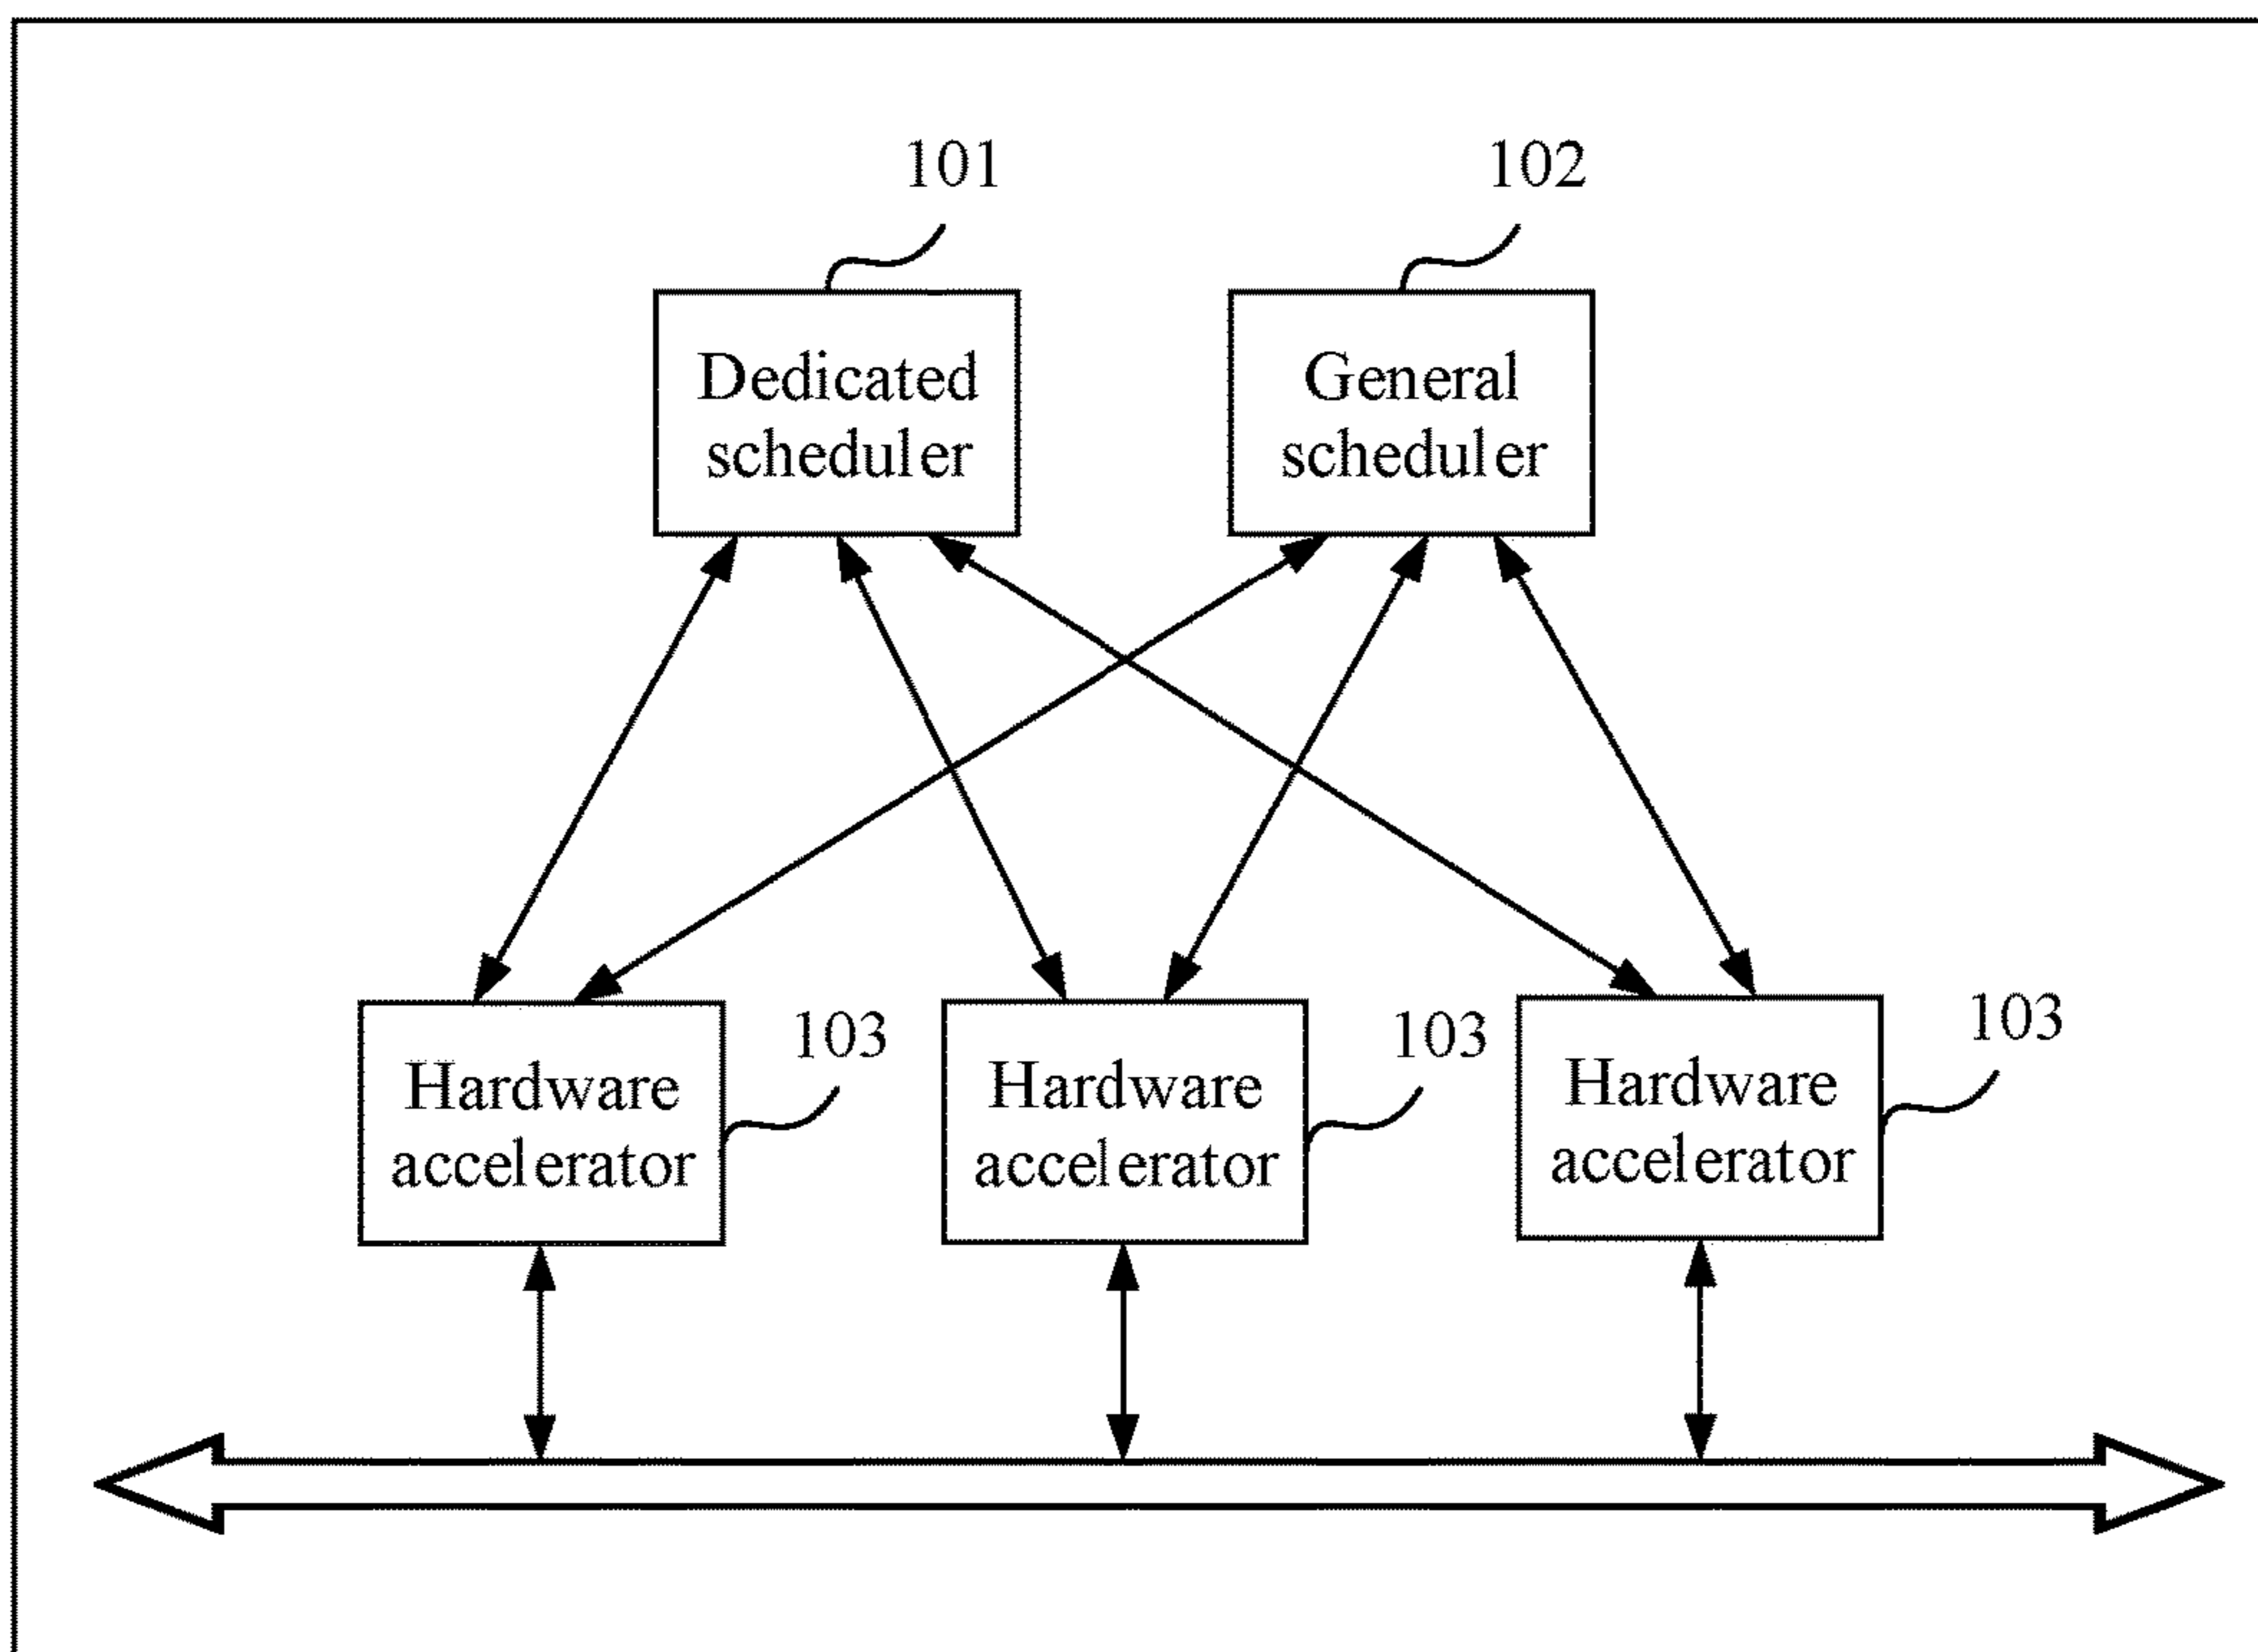 101
102
Dedicated
scheduler
General
scheduler
103
103
103
Hardware
accelerator
Hardware
accelerator
Hardware
accelerator